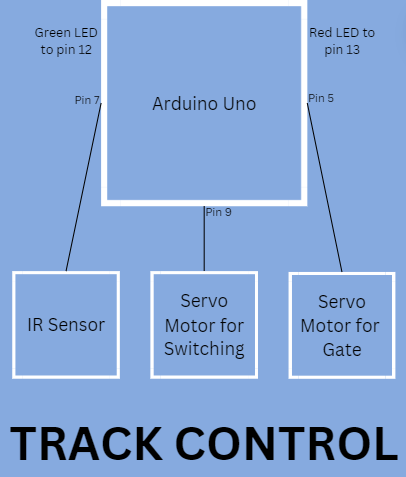 Green LED
to pin 12
Red LED to
pin 13
Pin 7
Arduino Uno
Pin 5
Pin 9
IR Sensor
Servo
Motor for
Switching
Servo
Motor for
Gate
TRACK CONTROL